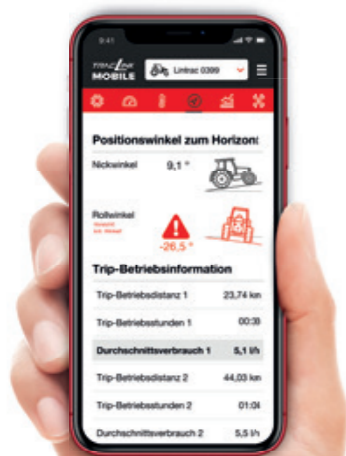 9:41
TRACLINK
MOBILE
Lintrac 0399
Positionswinkel zum Horizont
Nickwinkel 9,1 °
Rollwinkel
-26,5 °
Trip-Betriebsinformation
Trip-Betriebsdistanz 1 23,74 km
Trip-Betriebsstunden 1 00:3
Durchschnittsverbrauch 1 5,1 l/h
Trip-Betriebsdistanz 2 44,03 km
Trip-Betriebsstunden 2 01:0
Durchschnittsverbrauch 2 5,5 l/h